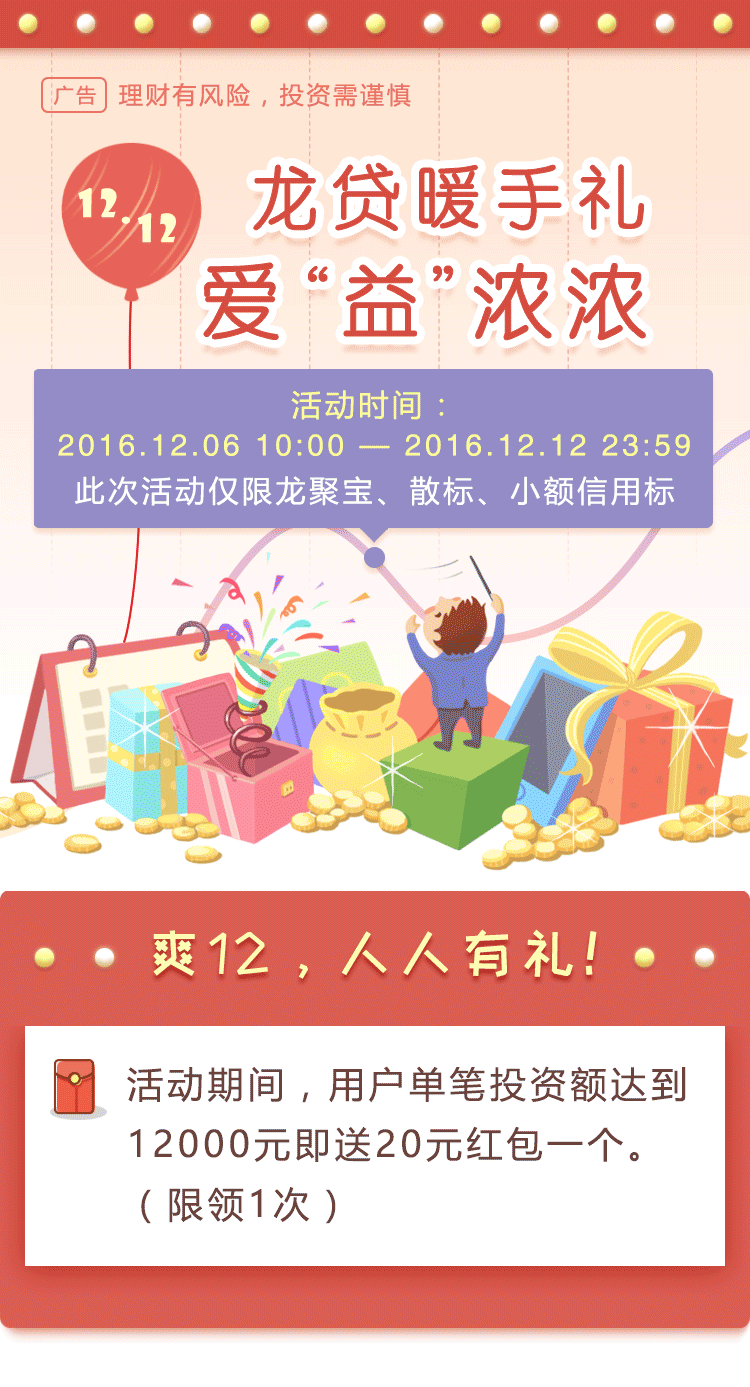 广告 理财有风险，投资需谨慎
12.12
龙贷暖手礼
爱“益”浓浓
活动时间：
2016.12.06 10:00 — 2016.12.12 23:59
此次活动仅限龙聚宝、散标、小额信用标
爽12，人人有礼!
活动期间，用户单笔投资额达到
12000元即送20元红包一个。
（限领1次）